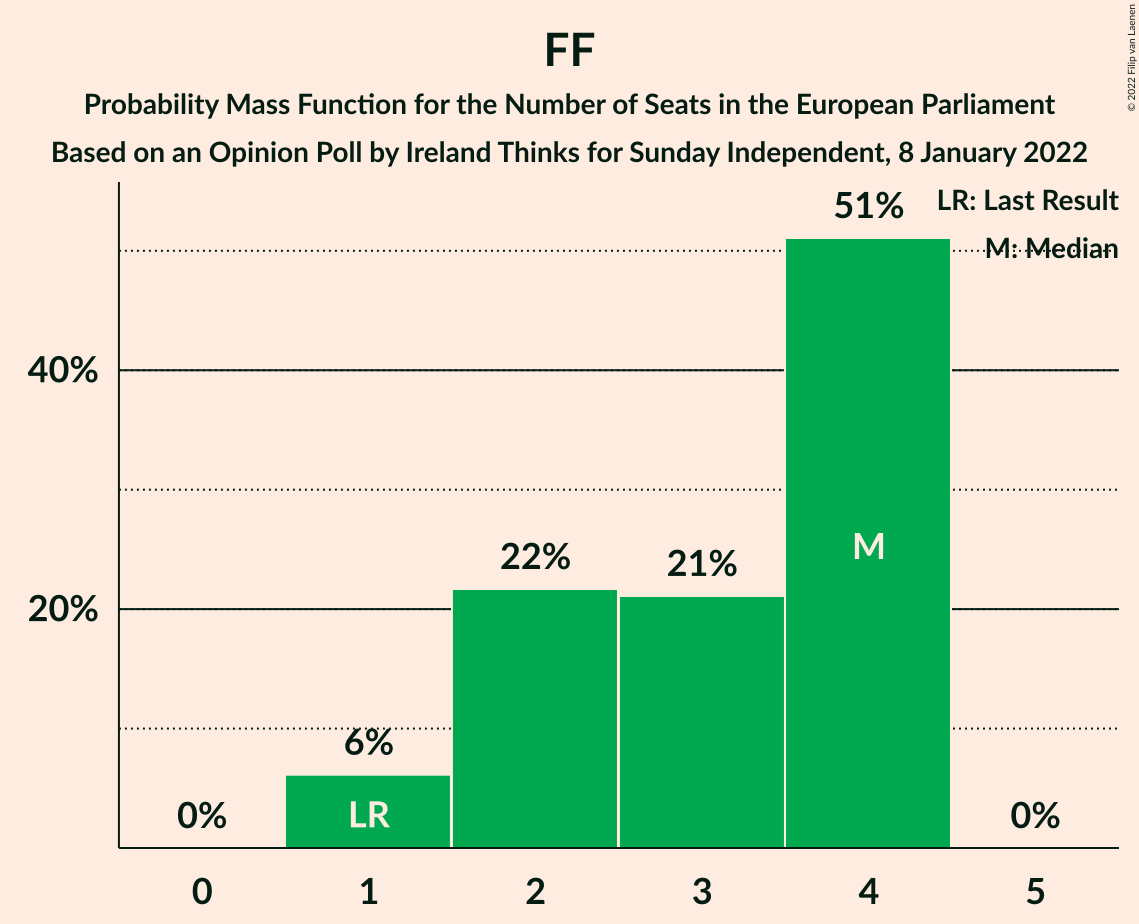 FF
Probability Mass Function for the Number of Seats in the European Parliament
Based on an Opinion Poll by Ireland Thinks for Sunday Independent, 8 January 2022
© 2022 Filip van Laenen
LR: Last Result
M: Median
51%
40%
M
22%
21%
20%
6%
LR
0%
0%
0 1 2 3 4 5